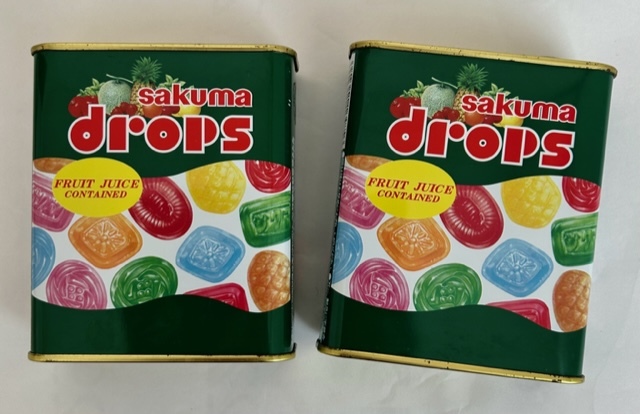 sakuma
drops
FRUIT JUICE
CONTAINED
sakuma
drops
FRUIT JUICE
CONTAINED